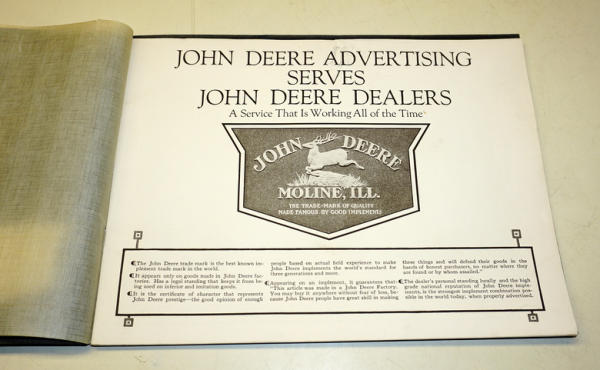 JOHN DEERE ADVERTISING
SERVES
JOHN DEERE DEALERS
A Service That Is Working All of the Time
JOHN DEERE
MOLINE, ILL.
THE TRADE-MARK OF QUALITY
MADE FAMOUS BY GOOD IMPLEMENTS
The John Deere trade mark is the best known im-
plement trade mark in the world.
It appears only on goods made in John Deere fac-
tories. Has a legal standing that keeps it from be-
ing used on inferior and imitation goods.
It is the certificate of character that represents
John Deere prestige—the good opinion of enough
people based on actual field experience to make
John Deere implements the world's standard for
three generations and more.
Appearing on an implement, it guarantees that:
"This article was made in a John Deere Factory.
You may buy it anywhere without fear of loss, be-
cause John Deere people have great skill in making
these things and will defend their goods in the
hands of honest purchasers, no matter where they
are found or by whom assailed."
The dealer's personal standing locally and the high
grade national reputation of John Deere imple-
ments, is the strongest implement combination pos-
sible in the world today, when properly advertised.